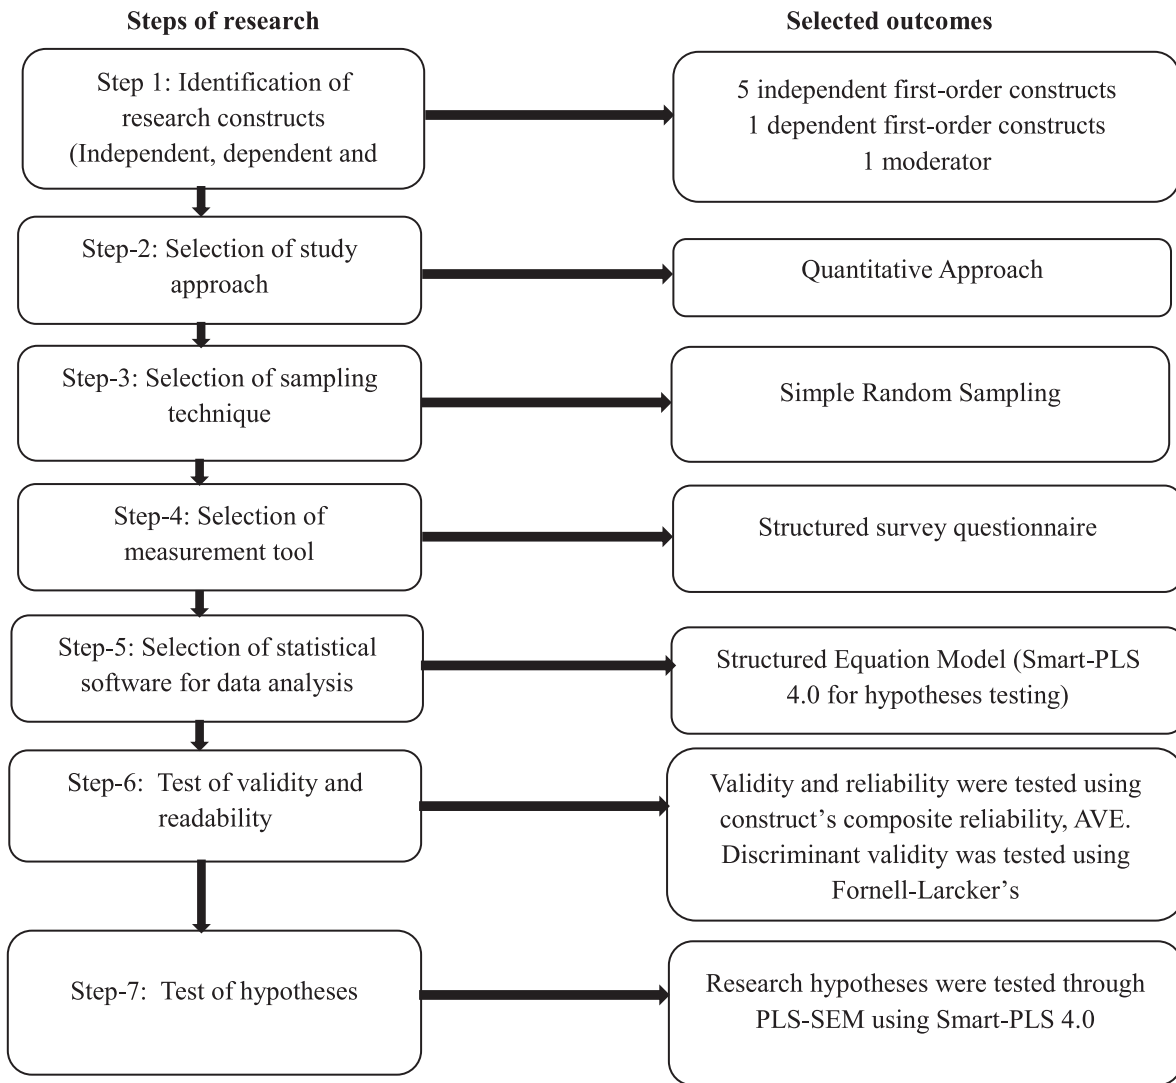 Steps of research
Selected outcomes
Step 1: Identification of
research constructs
(Independent, dependent and
5 independent first-order constructs
1 dependent first-order constructs
1 moderator
Step-2: Selection of study
approach
Quantitative Approach
Step-3: Selection of sampling
technique
Simple Random Sampling
Step-4: Selection of
measurement tool
Structured survey questionnaire
Step-5: Selection of statistical
software for data analysis
Structured Equation Model (Smart-PLS
4.0 for hypotheses testing)
Step-6:  Test of validity and
readability
Validity and reliability were tested using
construct’s composite reliability, AVE.
Discriminant validity was tested using
Fornell-Larcker’s
Step-7:  Test of hypotheses
Research hypotheses were tested through
PLS-SEM using Smart-PLS 4.0